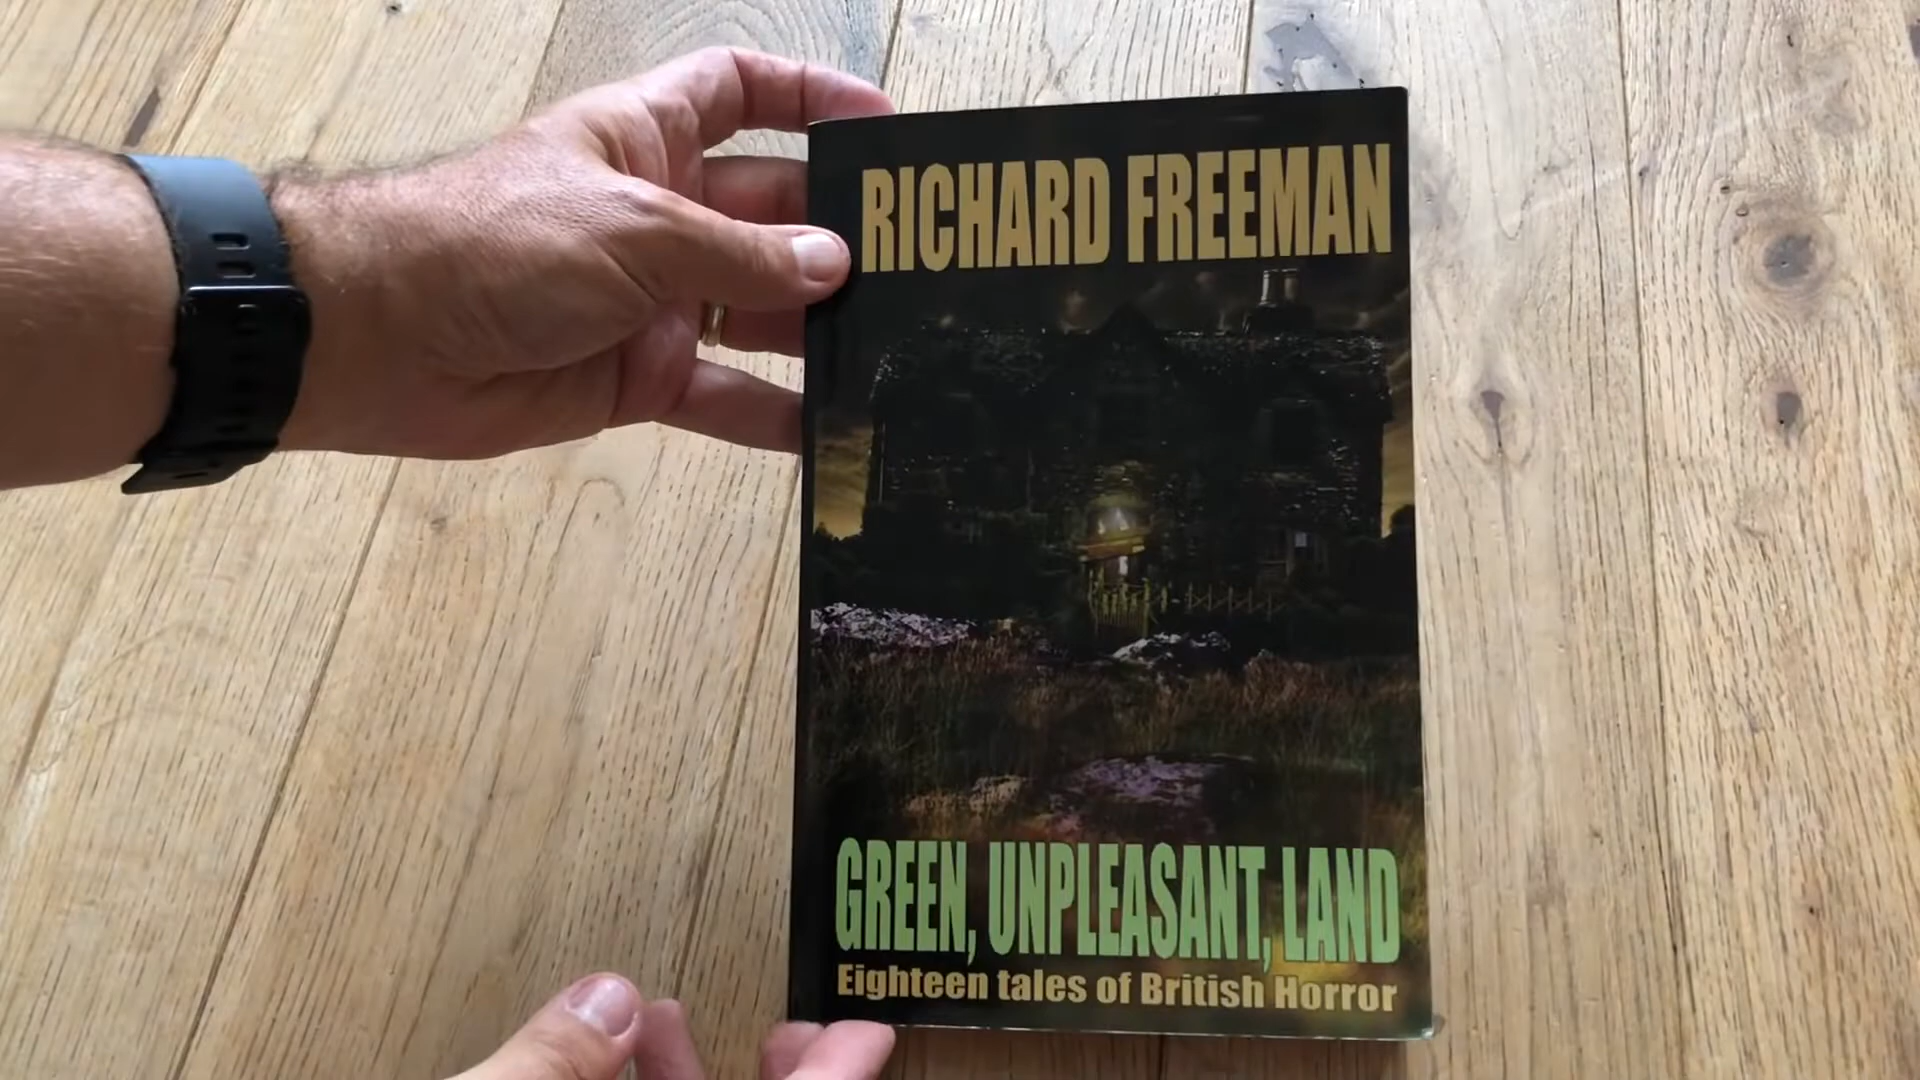 RICHARD FREEMAN
GREEN, UNPLEASANT, LAND
Eighteen tales of British Horror